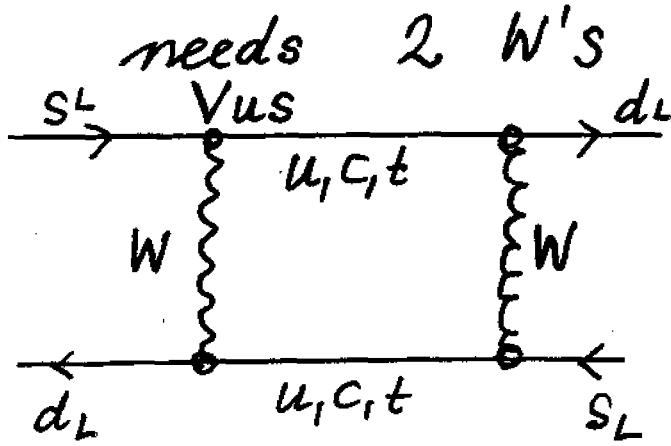 needs 2 W's
Vus
S^L d_L
u,c,t
W W
u,c,t
d_L S_L